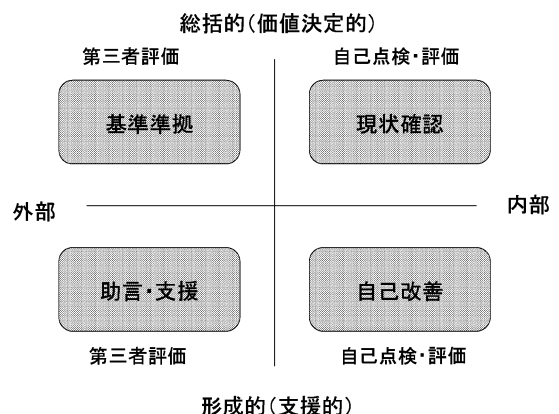 総括的(価値決定的)
第三者評価
自己点検・評価
基準準拠
現状確認
外部
内部
助言・支援
自己改善
第三者評価
自己点検・評価
形成的(支援的)